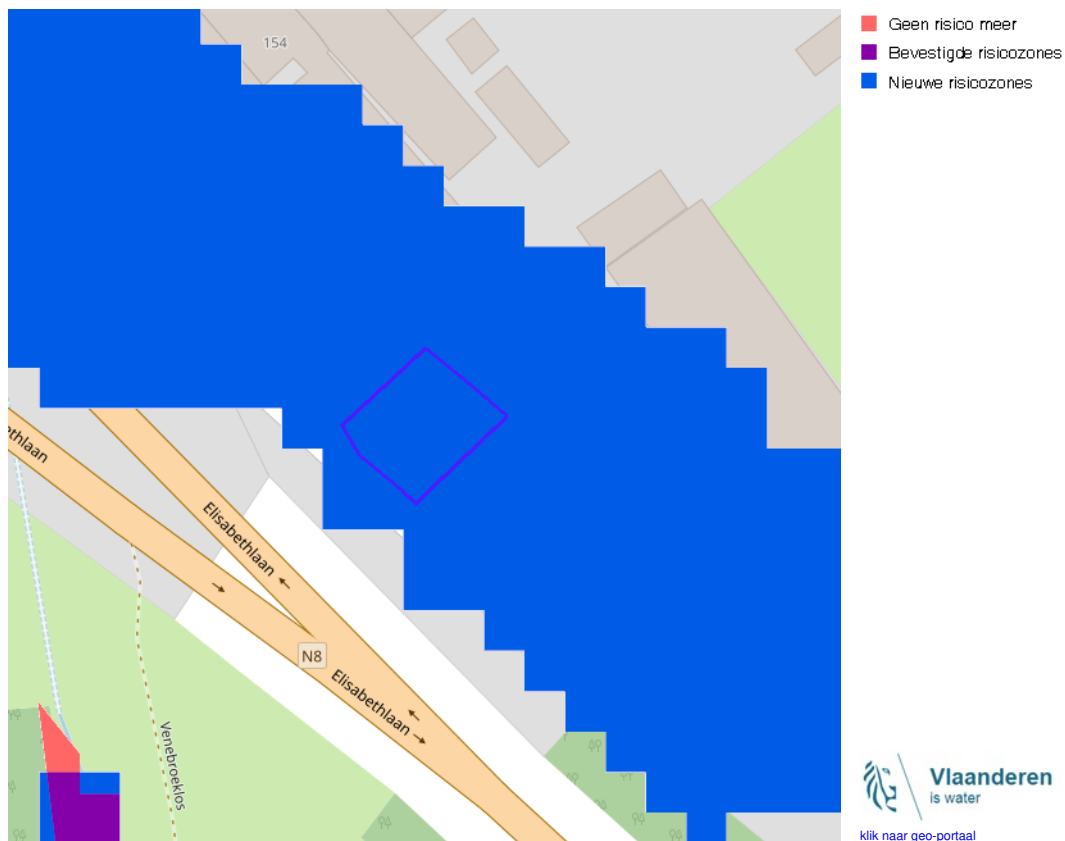 154
Geen risico meer
Bevestigde risicozones
Nieuwe risicozones
ethlaan
Elisabethlaan
N8
Elisabethlaan
Venebroeklos
Vlaanderen
is water
klik naar geo-portaal